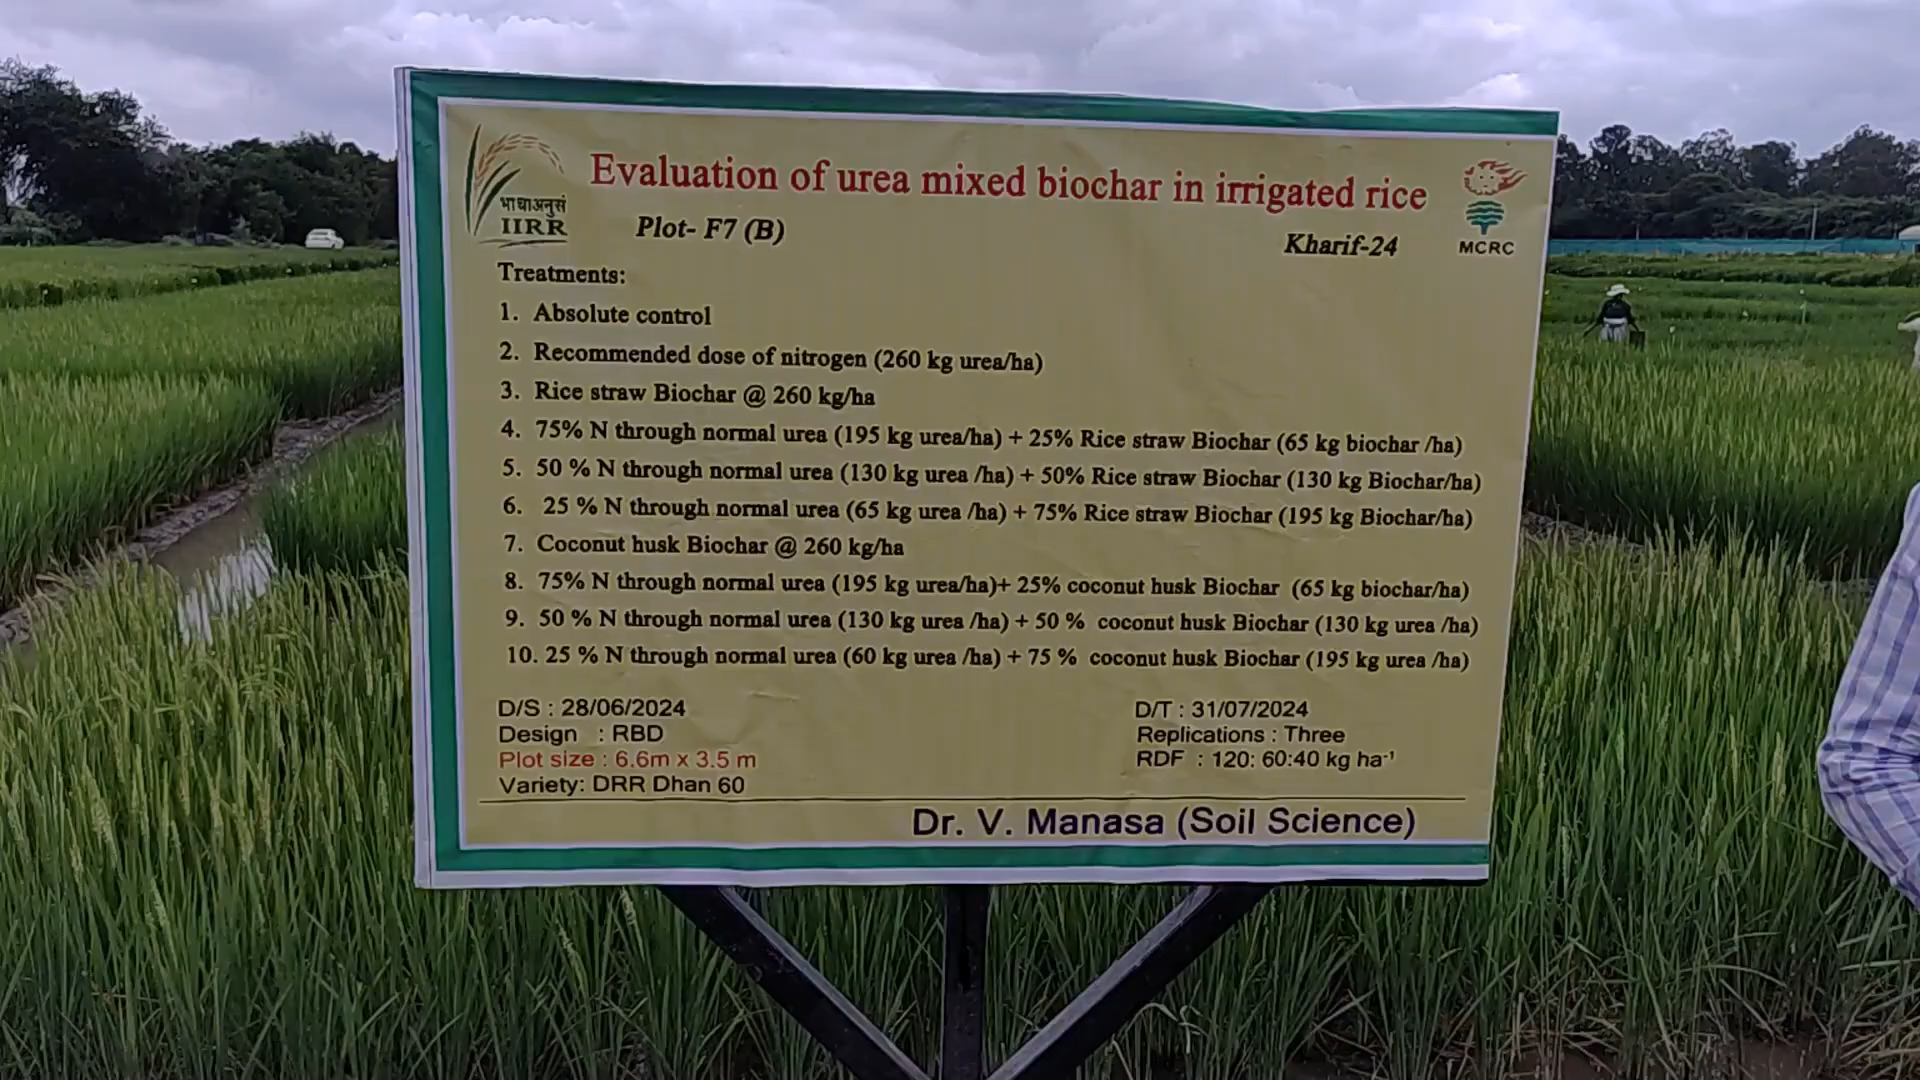 Evaluation of urea mixed biochar in irrigated rice
भाचाअनुसं
IIRR
Plot- F7 (B)
Kharif-24
MCRC
Treatments:
1. Absolute control
2. Recommended dose of nitrogen (260 kg urea/ha)
3. Rice straw Biochar @ 260 kg/ha
4. 75% N through normal urea (195 kg urea/ha) + 25% Rice straw Biochar (65 kg biochar /ha)
5. 50 % N through normal urea (130 kg urea /ha) + 50% Rice straw Biochar (130 kg Biochar/ha)
6. 25 % N through normal urea (65 kg urea /ha) + 75% Rice straw Biochar (195 kg Biochar/ha)
7. Coconut husk Biochar @ 260 kg/ha
8. 75% N through normal urea (195 kg urea/ha)+ 25% coconut husk Biochar (65 kg biochar/ha)
9. 50 % N through normal urea (130 kg urea /ha) + 50 % coconut husk Biochar (130 kg urea /ha)
10. 25 % N through normal urea (60 kg urea /ha) + 75 % coconut husk Biochar (195 kg urea /ha)
D/S : 28/06/2024
D/T : 31/07/2024
Design : RBD
Replications : Three
Plot size : 6.6m x 3.5 m
RDF : 120: 60:40 kg ha⁻¹
Variety: DRR Dhan 60
Dr. V. Manasa (Soil Science)